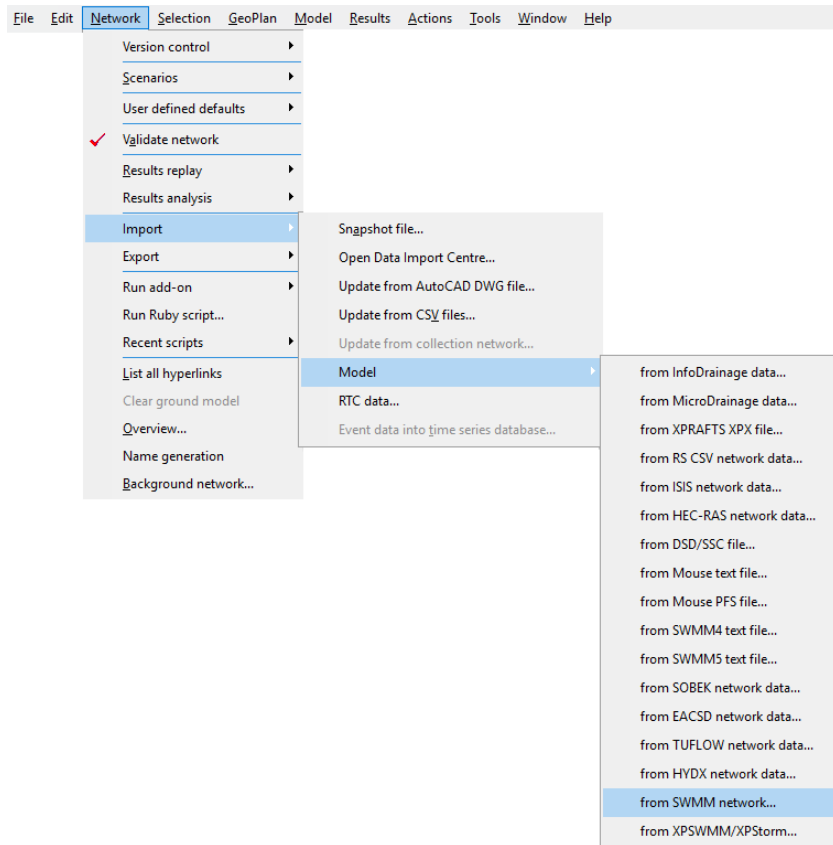 File Edit Network Selection GeoPlan Model Results Actions Tools Window Help
Version control
Scenarios
User defined defaults
Validate network
Results replay
Results analysis
Import
Export
Run add-on
Run Ruby script...
Recent scripts
List all hyperlinks
Clear ground model
Overview...
Name generation
Background network...
Snapshot file...
Open Data Import Centre...
Update from AutoCAD DWG file...
Update from CSV files...
Update from collection network...
Model
RTC data...
Event data into time series database...
from InfoDrainage data...
from MicroDrainage data...
from XPRAFTS XPX file...
from RS CSV network data...
from ISIS network data...
from HEC-RAS network data...
from DSD/SSC file...
from Mouse text file...
from Mouse PFS file...
from SWMM4 text file...
from SWMM5 text file...
from SOBEK network data...
from EACSD network data...
from TUFLOW network data...
from HYDX network data...
from SWMM network...
from XPSWMM/XPStorm...